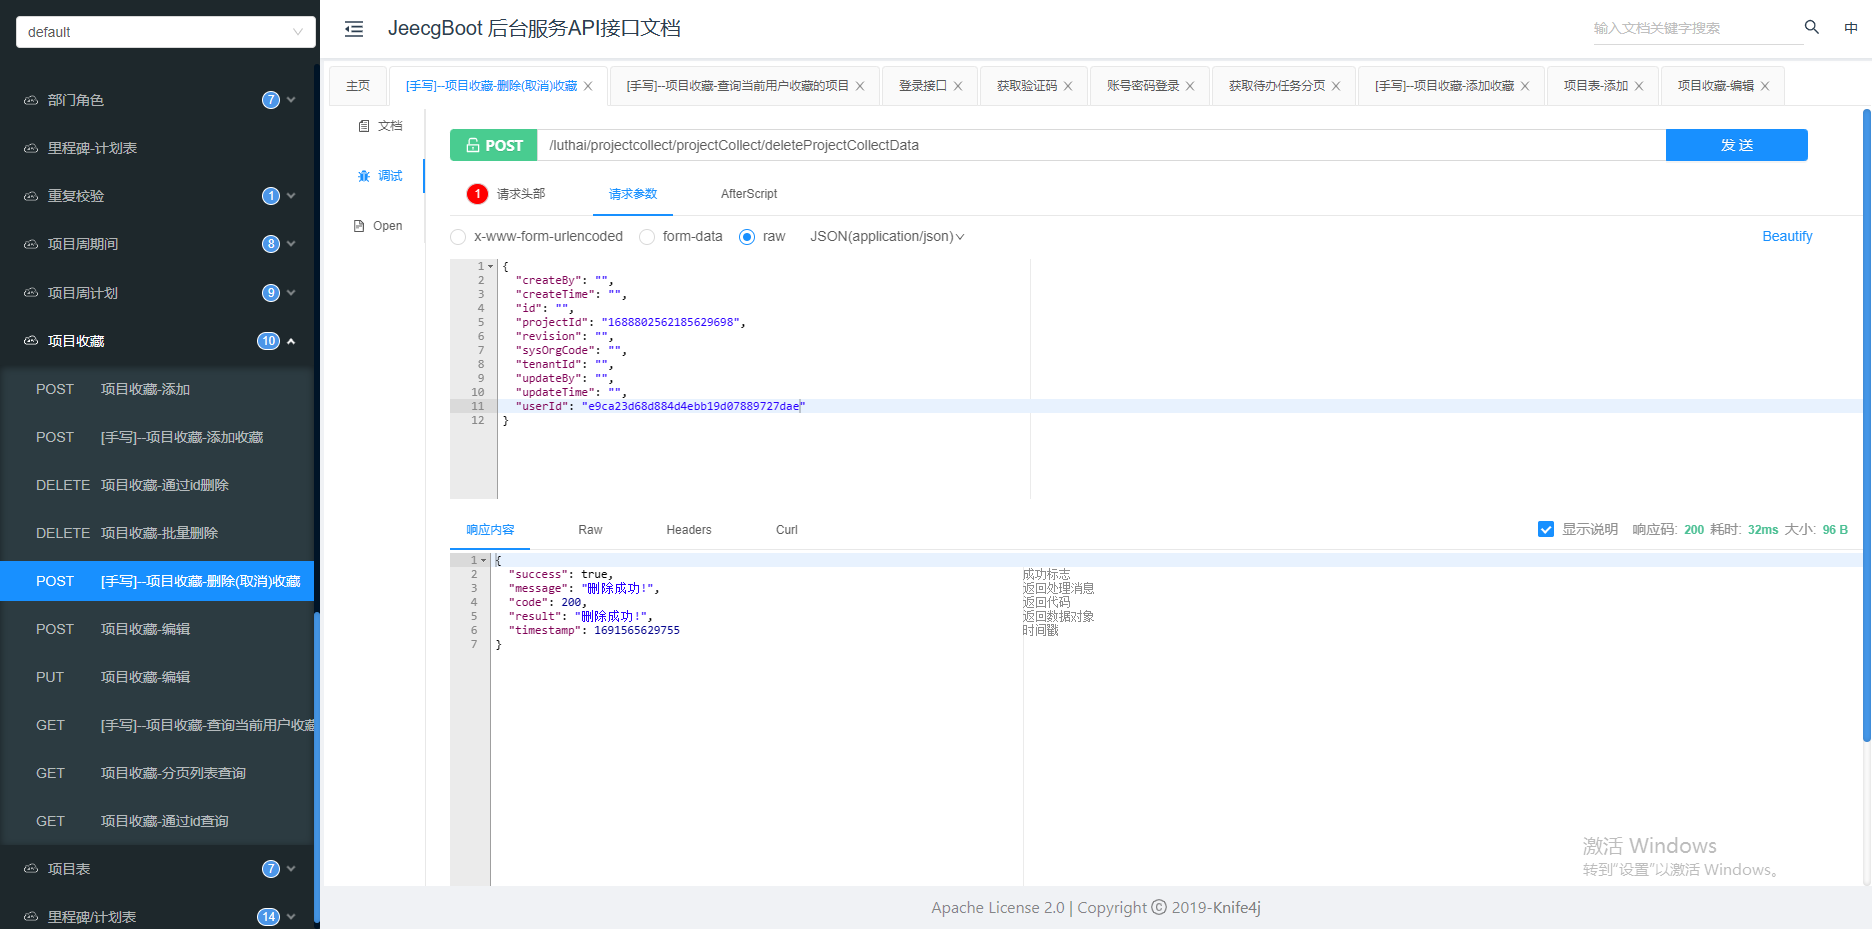 default
部门角色 7
里程碑-计划表
重复校验 1
项目周期间 8
项目周计划 9
项目收藏 10
POST 项目收藏-添加
POST [手写]--项目收藏-添加收藏
DELETE 项目收藏-通过id删除
DELETE 项目收藏-批量删除
POST [手写]--项目收藏-删除(取消)收藏
POST 项目收藏-编辑
PUT 项目收藏-编辑
GET [手写]--项目收藏-查询当前用户收藏
GET 项目收藏-分页列表查询
GET 项目收藏-通过id查询
项目表 7
里程碑/计划表 14
JeecgBoot 后台服务API接口文档
输入文档关键字搜索 中
主页 [手写]--项目收藏-删除(取消)收藏 [手写]--项目收藏-查询当前用户收藏的项目 登录接口 获取验证码 账号密码登录 获取待办任务分页 [手写]--项目收藏-添加收藏 项目表-添加 项目收藏-编辑
文档
调试
Open
POST /luthai/projectcollect/projectCollect/deleteProjectCollectData 发 送
1 请求头部 请求参数 AfterScript
x-www-form-urlencoded form-data raw JSON(application/json) Beautify
1 {
2 "createBy": "",
3 "createTime": "",
4 "id": "",
5 "projectId": "1688802562185629698",
6 "revision": "",
7 "sysOrgCode": "",
8 "tenantId": "",
9 "updateBy": "",
10 "updateTime": "",
11 "userId": "e9ca23d68d884d4ebb19d07889727dae"
12 }
响应内容 Raw Headers Curl 显示说明 响应码: 200 耗时: 32ms 大小: 96 B
1 {
2 "success": true, 成功标志
3 "message": "删除成功!", 返回处理消息
4 "code": 200, 返回代码
5 "result": "删除成功!", 返回数据对象
6 "timestamp": 1691565629755 时间戳
7 }
激活 Windows
转到“设置”以激活 Windows。
Apache License 2.0 | Copyright © 2019-Knife4j